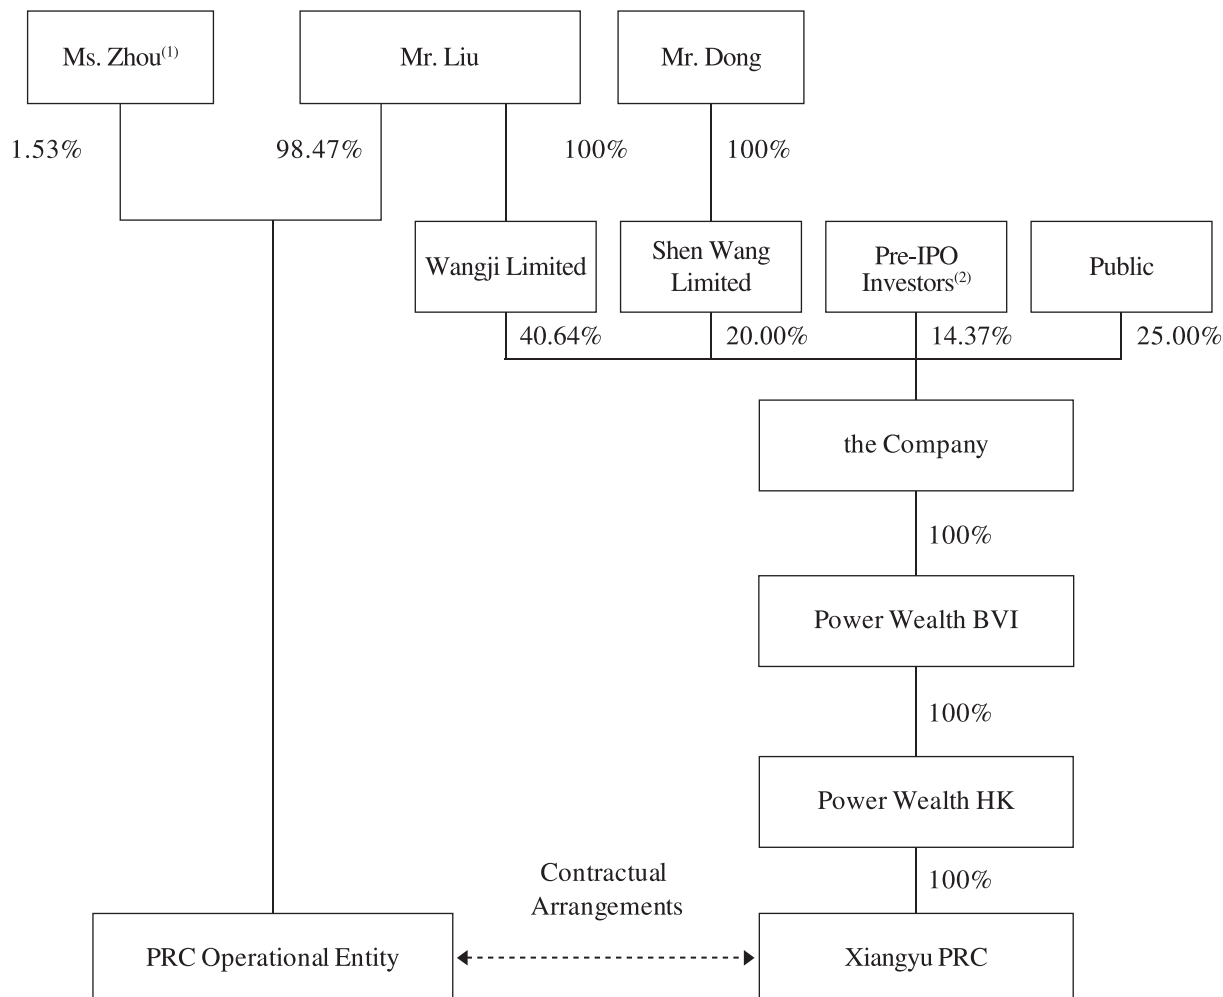 Ms. Zhou(1)
Mr. Liu
Mr. Dong
1.53%
98.47%
100%
100%
Wangji Limited
Shen Wang
Limited
Pre-IPO
Investors(2)
Public
40.64%
20.00%
14.37%
25.00%
the Company
100%
Power Wealth BVI
100%
Power Wealth HK
100%
Contractual
Arrangements
PRC Operational Entity
Xiangyu PRC